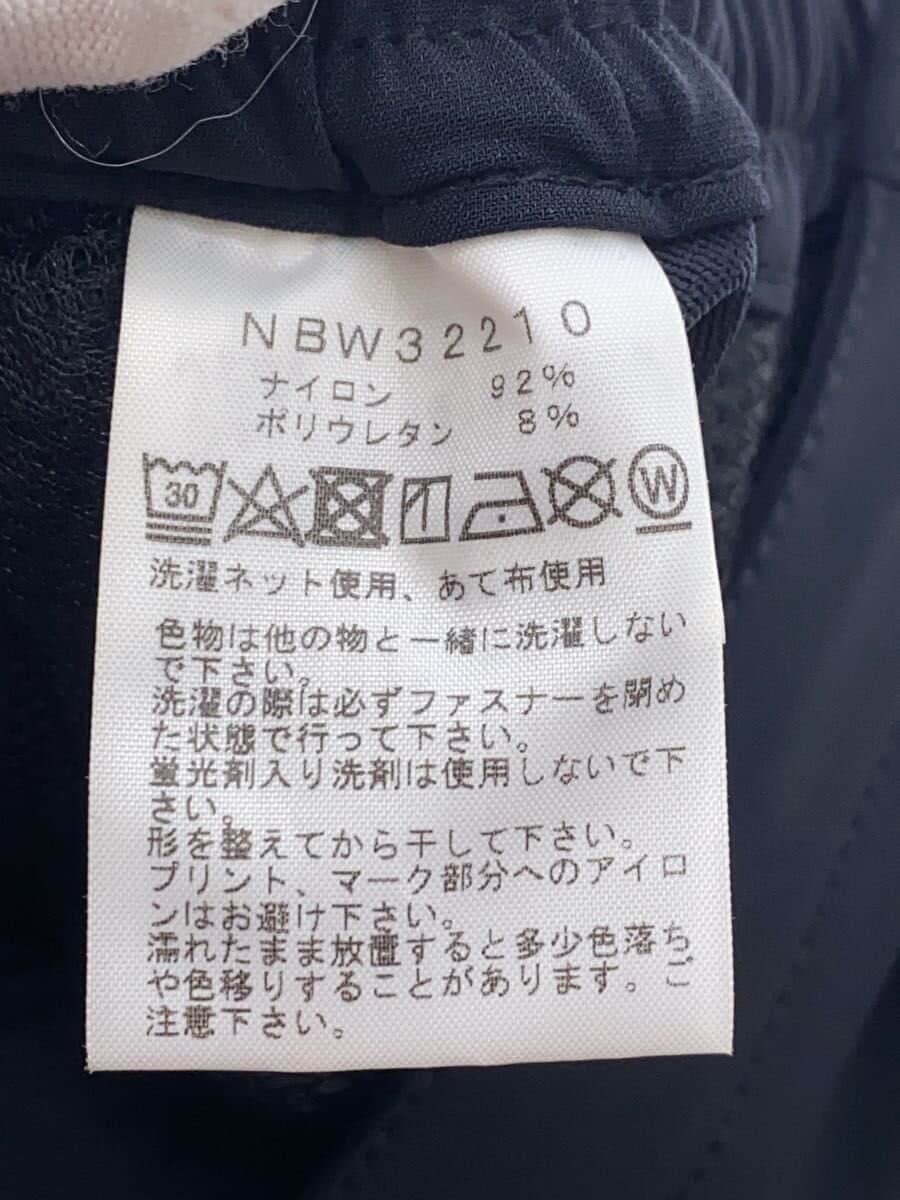 NBW32210
ナイロン 92%
ポリウレタン 8%
30 W
洗濯ネット使用、あて布使用
色物は他の物と一緒に洗濯しない
で下さい。
洗濯の際は必ずファスナーを閉め
た状態で行って下さい。
蛍光剤入り洗剤は使用しないで下
さい。
形を整えてから干して下さい。
プリント、マーク部分へのアイロ
ンはお避け下さい。
濡れたまま放置すると多少色落ち
や色移りすることがあります。ご
注意下さい。